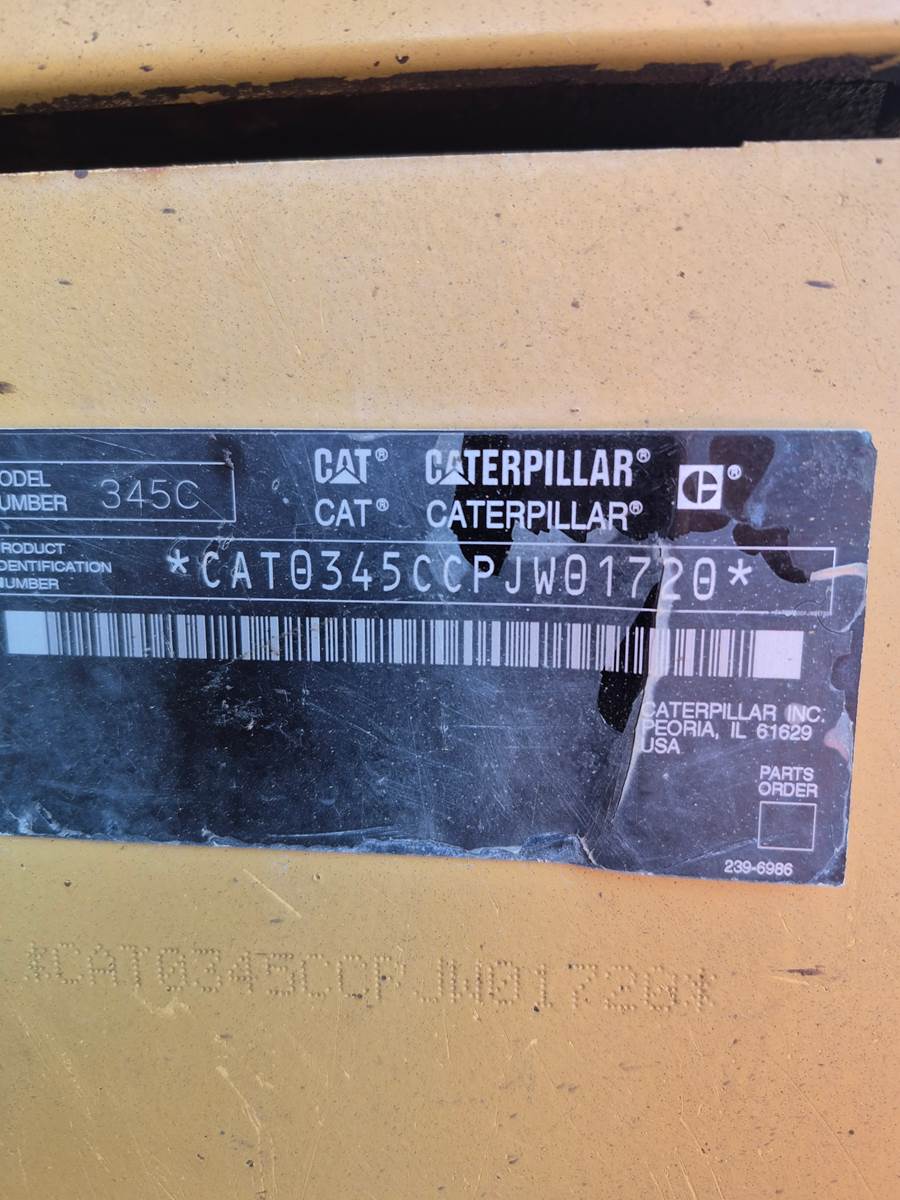 ODEL
UMBER 345C
CAT® CATERPILLAR® ®
CAT® CATERPILLAR®
RODUCT
DENTIFICATION
UMBER
*CAT0345CCPJW01720*
CATERPILLAR INC.
PEORIA, IL 61629
USA
PARTS
ORDER
239-6986
*CAT0345CCPJW01720*